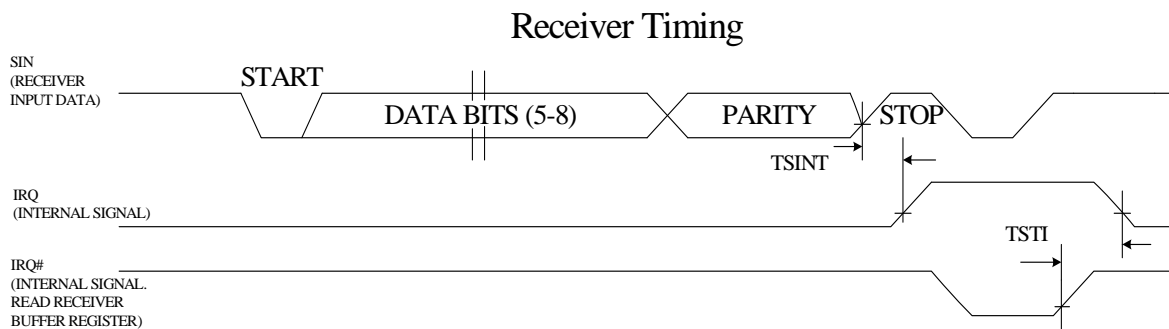 Receiver Timing
SIN
(RECEIVER
INPUT DATA)
START
DATA BITS (5-8)
PARITY
STOP
TSINT
IRQ
(INTERNAL SIGNAL)
TSTI
IRQ#
(INTERNAL SIGNAL.
READ RECEIVER
BUFFER REGISTER)